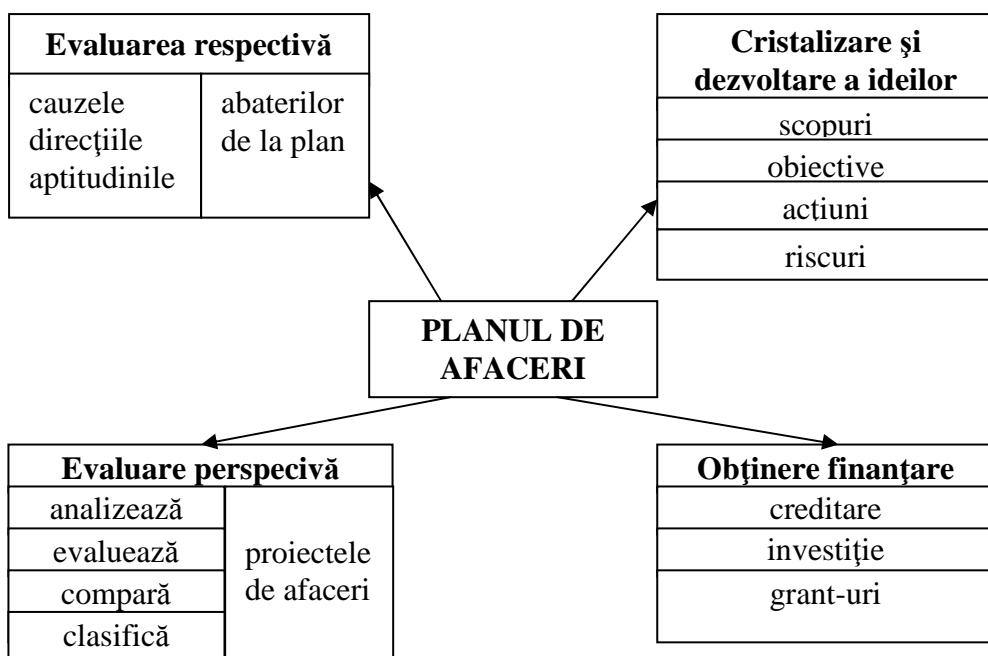 Evaluarea respectivă
cauzele
direcţiile
aptitudinile
abaterilor
de la plan
Cristalizare şi
dezvoltare a ideilor
scopuri
obiective
acţiuni
riscuri
PLANUL DE
AFACERI
Evaluare perspecivă
analizează
evaluează
compară
clasifică
proiectele
de afaceri
Obţinere finanţare
creditare
investiţie
grant-uri